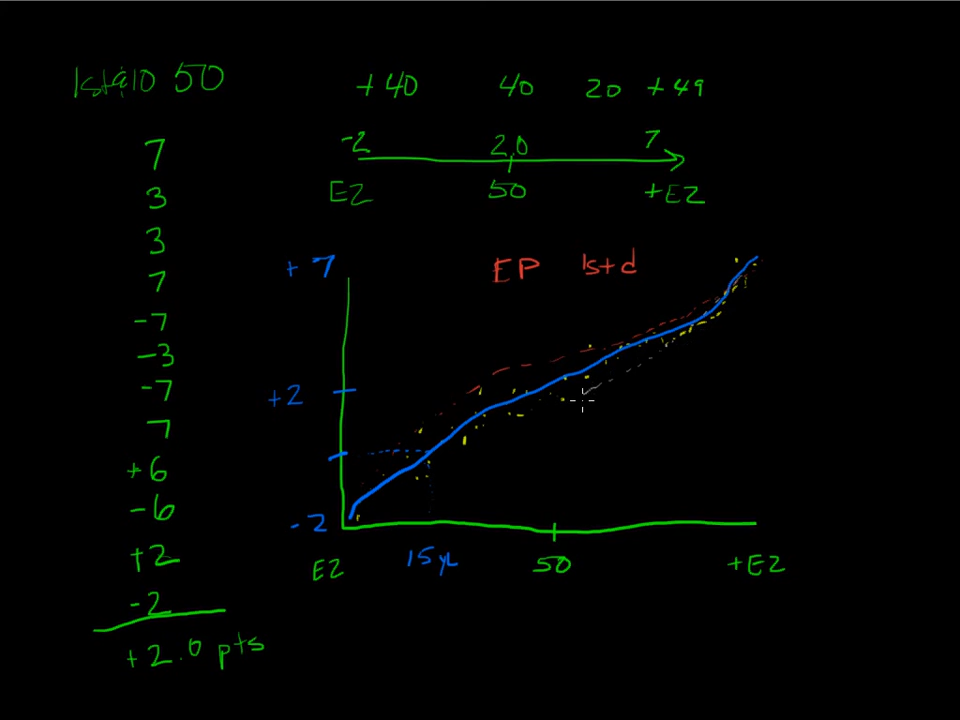 1st&10 50
7
3
3
7
-7
-3
-7
7
+6
-6
+2
-2
+2.0 pts
+40 40 20 +49
-2 2.0 7
EZ 50 +EZ
EP 1st d
+7
+2
-2
EZ 15yL 50 +EZ